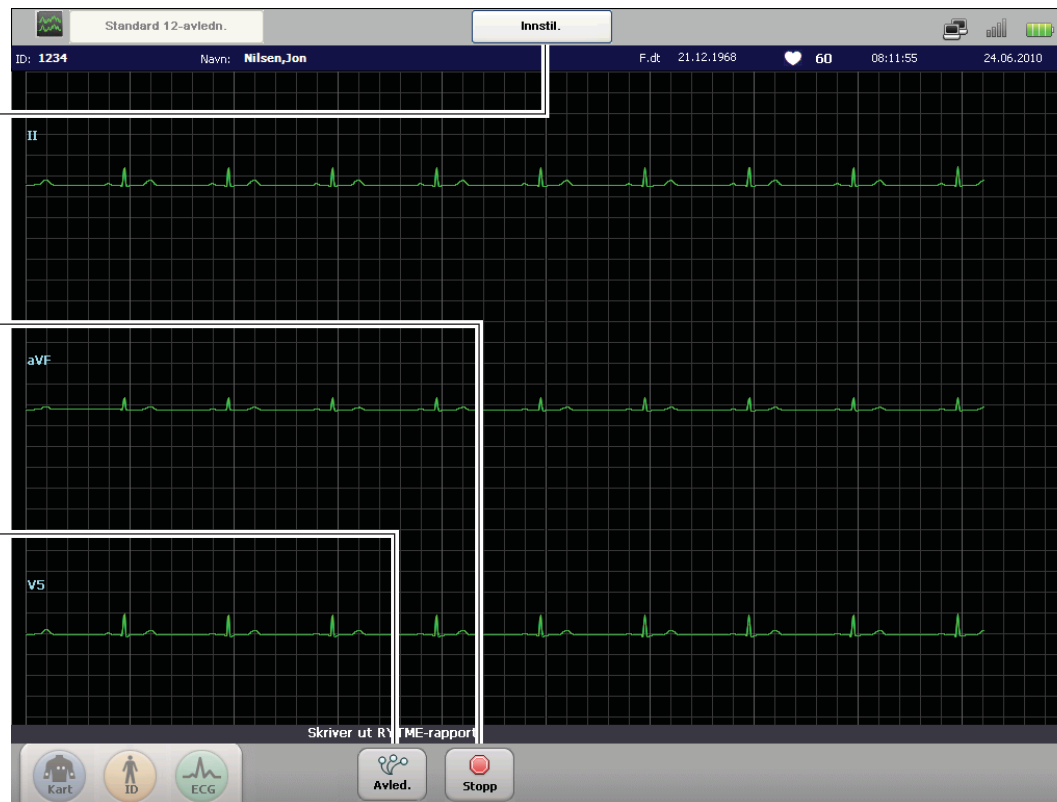 Standard 12-avledn. Innstil.
ID: 1234 Navn: Nilsen,Jon F.dt 21.12.1968 60 08:11:55 24.06.2010
II
aVF
V5
Skriver ut RYTME-rapport
Kart ID ECG Avled. Stopp